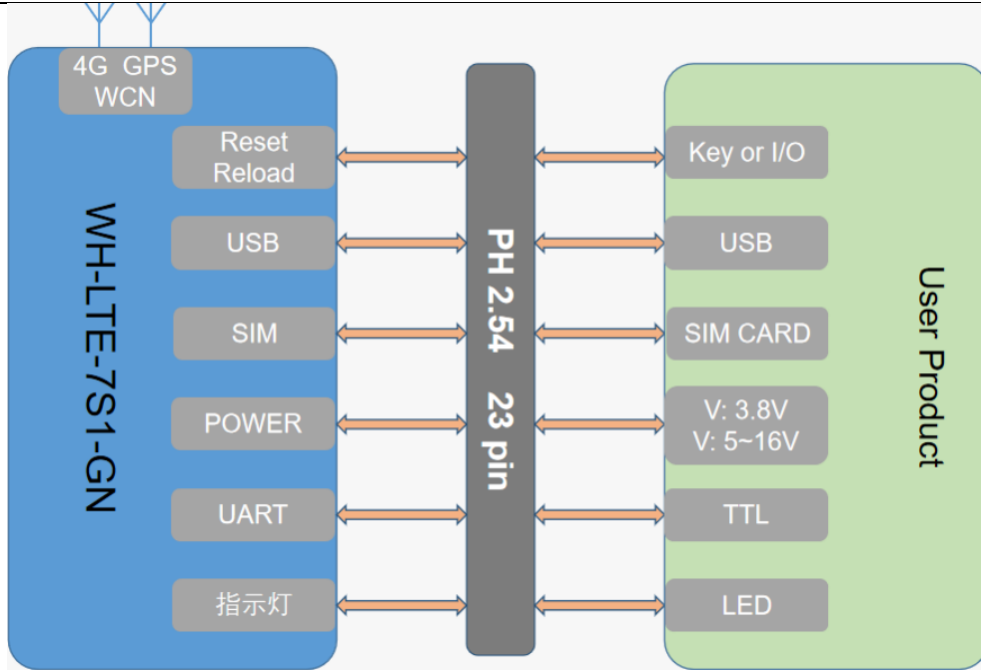 4G GPS
WCN
Reset
Reload
USB
SIM
POWER
UART
指示灯
WH-LTE-7S1-GN
PH 2.54 23 pin
Key or I/O
USB
SIM CARD
V: 3.8V
V: 5~16V
TTL
LED
User Product